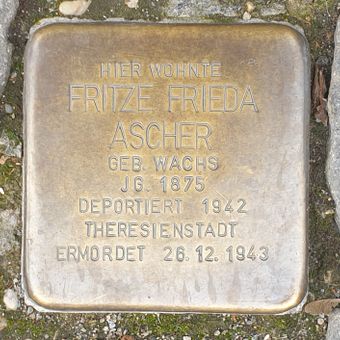 HIER WOHNTE
FRITZE FRIEDA
ASCHER
GEB. WACHS
JG. 1875
DEPORTIERT 1942
THERESIENSTADT
ERMORDET 26.12.1943